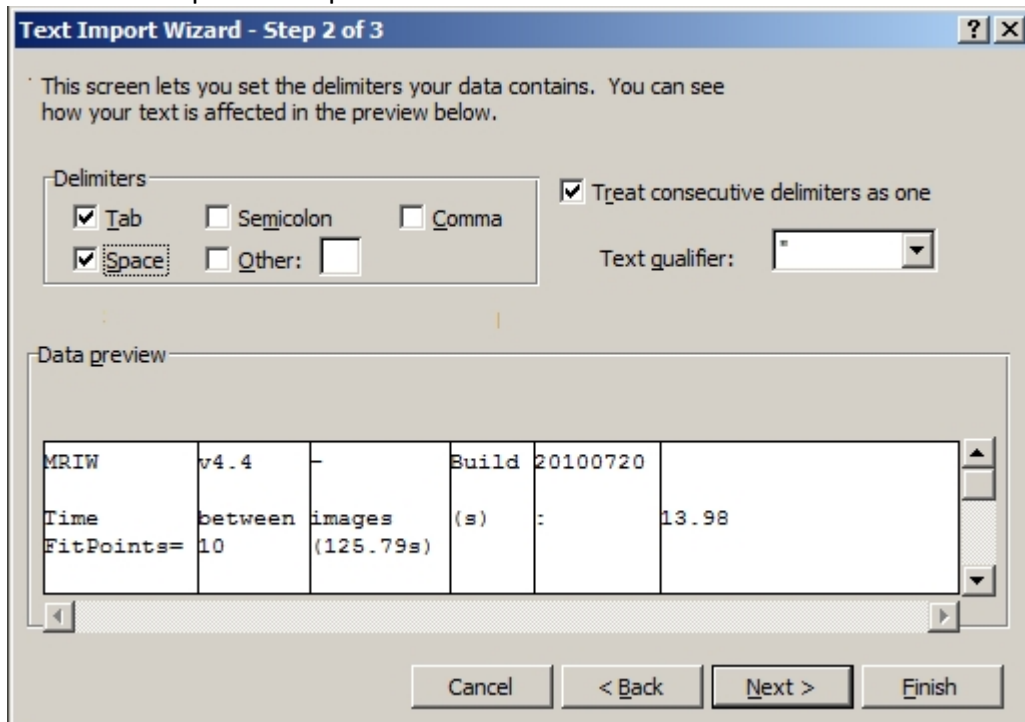 Text Import Wizard - Step 2 of 3
This screen lets you set the delimiters your data contains. You can see
how your text is affected in the preview below.
Delimiters
Tab Semicolon Comma
Space Other:
Treat consecutive delimiters as one
Text qualifier: "
Data preview
MRIW v4.4 - Build 20100720
Time between images (s) : 13.98
FitPoints= 10 (125.79s)
Cancel < Back Next > Finish